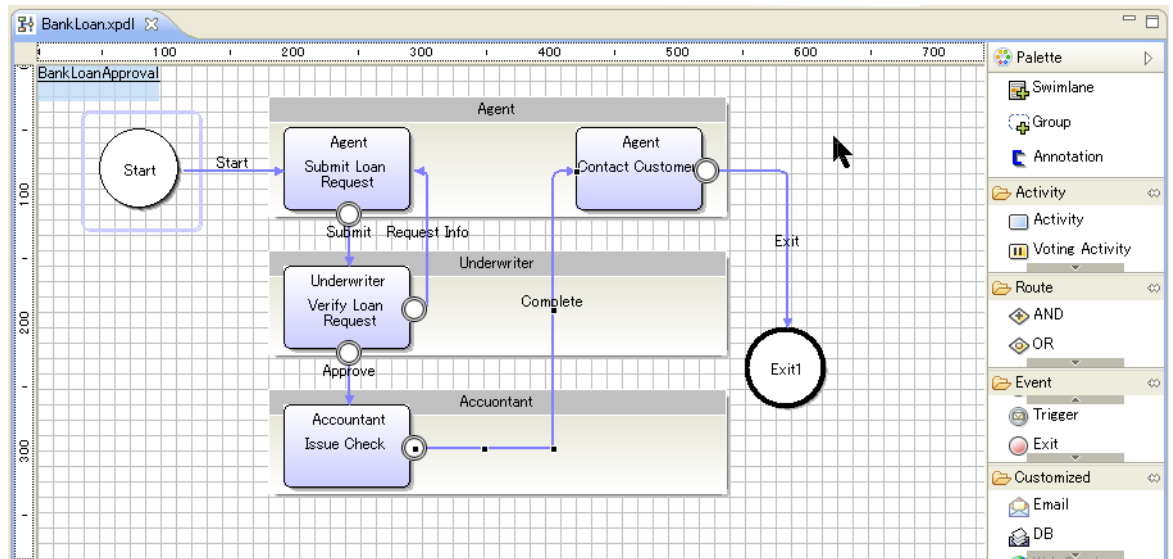 BankLoan.xpdl
100 200 300 400 500 600 700
BankLoanApproval
100
200
300
Start
Start
Agent
Agent
Submit Loan
Request
Agent
Contact Customer
Submit
Request Info
Exit
Underwriter
Underwriter
Verify Loan
Request
Complete
Approve
Exit1
Accuontant
Accountant
Issue Check
Palette
Swimlane
Group
Annotation
Activity
Activity
Voting Activity
Route
AND
OR
Event
Trigger
Exit
Customized
Email
DB